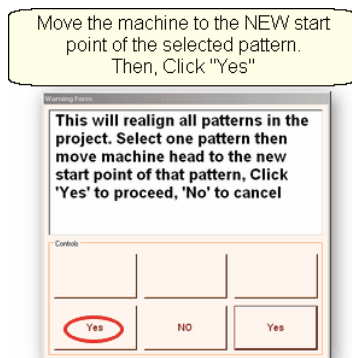 Move the machine to the NEW start
point of the selected pattern.
Then, Click "Yes"
Warning Form
This will realign all patterns in the
project. Select one pattern then
move machine head to the new
start point of that pattern, Click
'Yes' to proceed, 'No' to cancel
Controls
Yes NO Yes